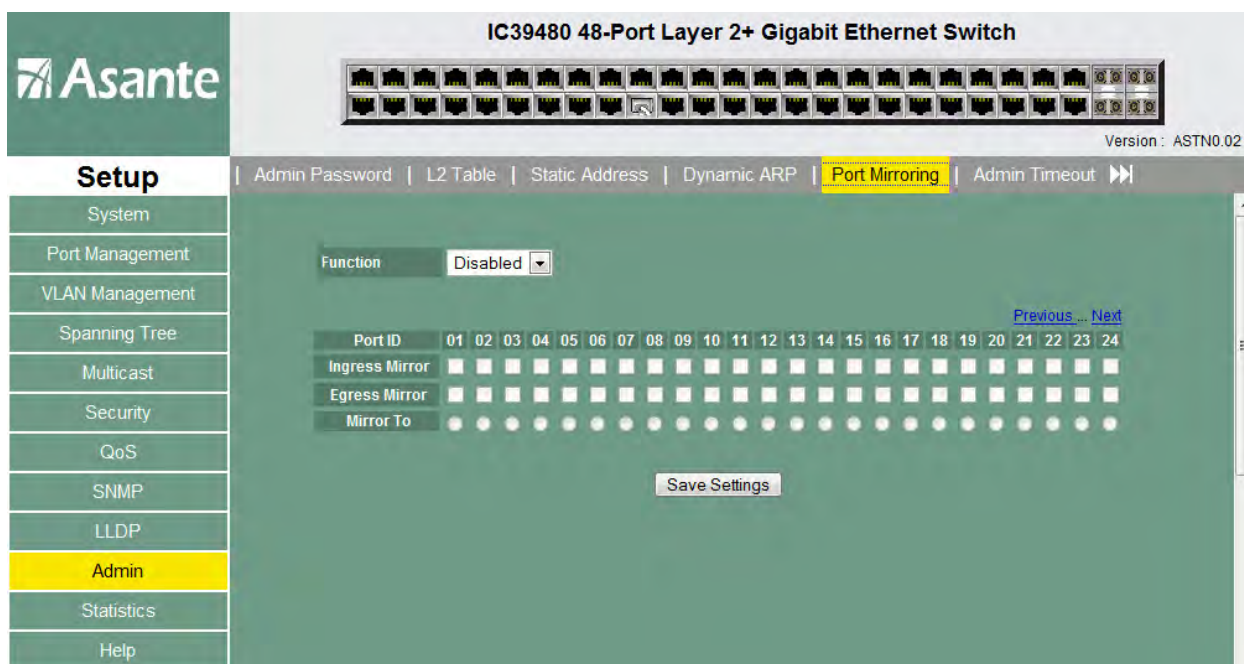 IC39480 48-Port Layer 2+ Gigabit Ethernet Switch
Asante
Version : ASTN0.02
Setup
| Admin Password | L2 Table | Static Address | Dynamic ARP | Port Mirroring | Admin Timeout
System
Port Management
VLAN Management
Spanning Tree
Multicast
Security
QoS
SNMP
LLDP
Admin
Statistics
Help
Function Disabled
Previous ... Next
Port ID 01 02 03 04 05 06 07 08 09 10 11 12 13 14 15 16 17 18 19 20 21 22 23 24
Ingress Mirror
Egress Mirror
Mirror To
Save Settings